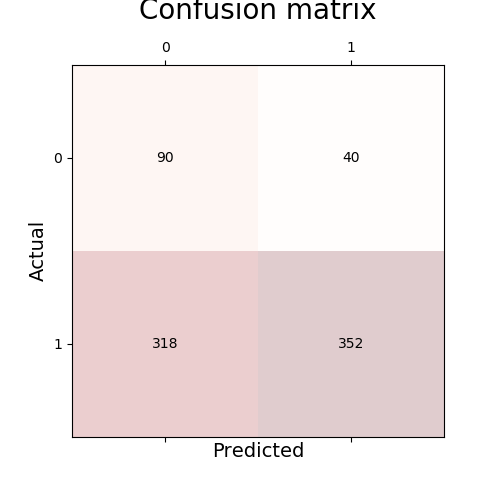 Confusion matrix
0 1
0 90 40
Actual
1 318 352
Predicted